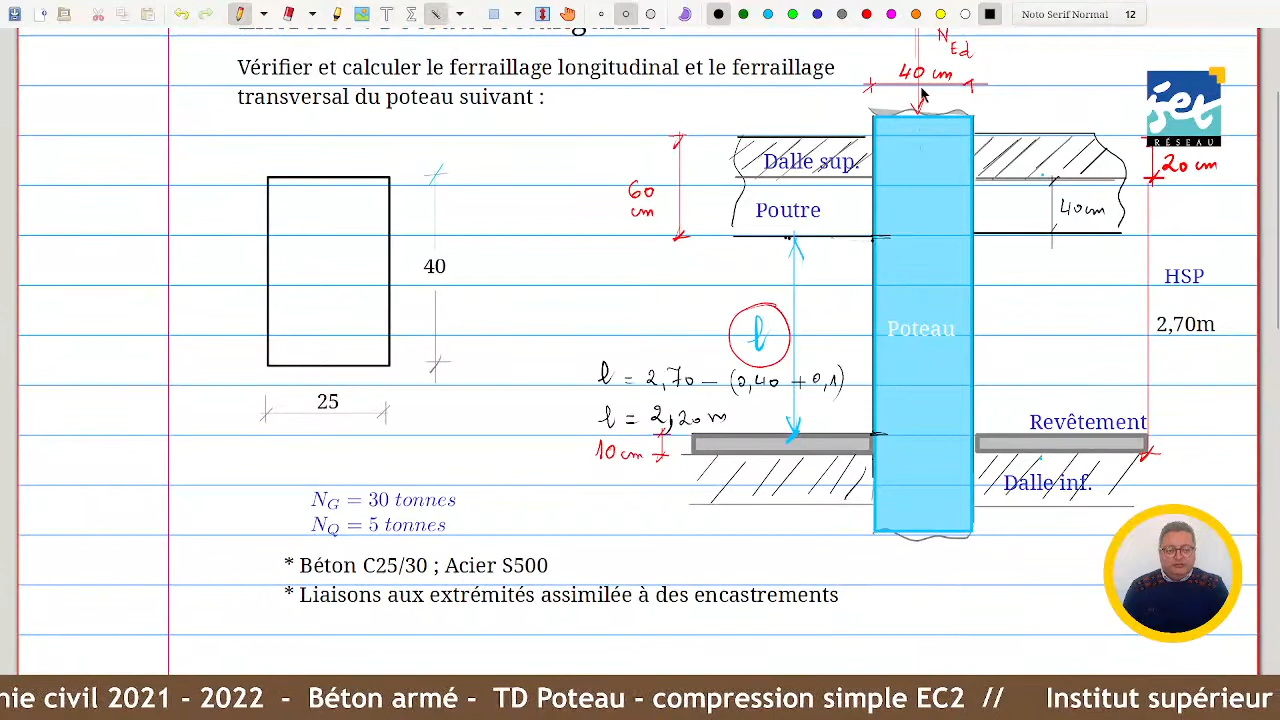 Noto Serif Normal 12
Vérifier et calculer le ferraillage longitudinal et le ferraillage
transversal du poteau suivant :
N Ed
40 cm
jet
RÉSEAU
Dalle sup.
20 cm
60
cm
Poutre
40cm
40
HSP
2,70m
Poteau
l
l = 2,70 - (0,40 + 0,1)
l = 2,20 m
25
Revêtement
10 cm
Dalle inf.
N_G = 30 tonnes
N_Q = 5 tonnes
* Béton C25/30 ; Acier S500
* Liaisons aux extrémités assimilée à des encastrements
nie civil 2021 - 2022 - Béton armé - TD Poteau - compression simple EC2 // Institut supérieur